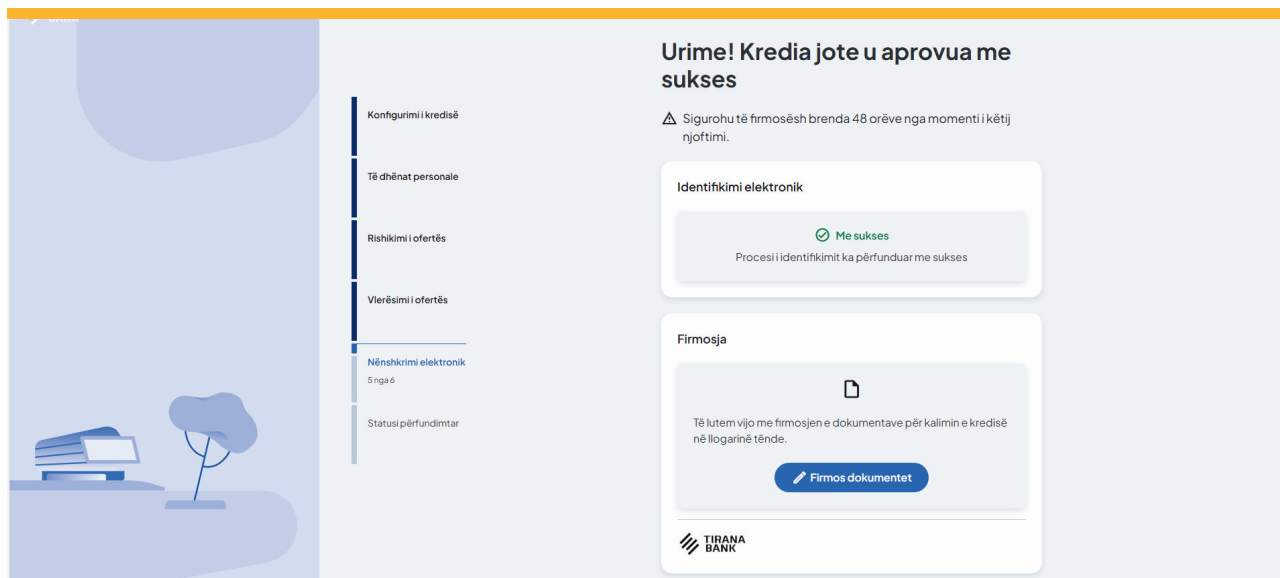 BANK
Urime! Kredia jote u aprovua me
sukses
Sigurohu të firmosësh brenda 48 orëve nga momenti i këtij
njoftimi.
Konfigurimi i kredisë
Të dhënat personale
Rishikimi i ofertës
Vlerësimi i ofertës
Nënshkrimi elektronik
5 nga 6
Statusi përfundimtar
Identifikimi elektronik
Me sukses
Procesi i identifikimit ka përfunduar me sukses
Firmosja
Të lutem vijo me firmosjen e dokumentave për kalimin e kredisë
në llogarinë tënde.
Firmos dokumentet
TIRANA
BANK